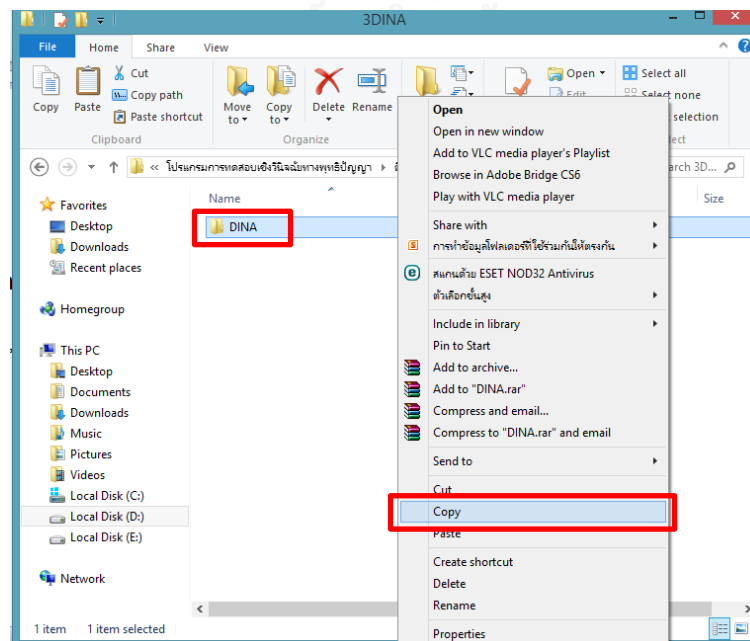 3DINA
File Home Share View
Copy
Paste
Cut
Copy path
Paste shortcut
Clipboard
Move to
Copy to
Delete
Rename
Organize
Open
Edit
Select all
Select none
selection
« โปรแกรมการทดสอบเชิงวินิจฉัยทางพุทธิปัญญา
3D...
Name
Size
DINA
Favorites
Desktop
Downloads
Recent places
Homegroup
This PC
Desktop
Documents
Downloads
Music
Pictures
Videos
Local Disk (C:)
Local Disk (D:)
Local Disk (E:)
Network
Open
Open in new window
Add to VLC media player's Playlist
Browse in Adobe Bridge CS6
Play with VLC media player
Share with
การทำข้อมูลโฟลเดอร์ที่ใช้ร่วมกันให้ตรงกัน
สแกนด้วย ESET NOD32 Antivirus
ตัวเลือกขั้นสูง
Include in library
Pin to Start
Add to archive...
Add to "DINA.rar"
Compress and email...
Compress to "DINA.rar" and email
Send to
Cut
Copy
Paste
Create shortcut
Delete
Rename
Properties
1 item 1 item selected